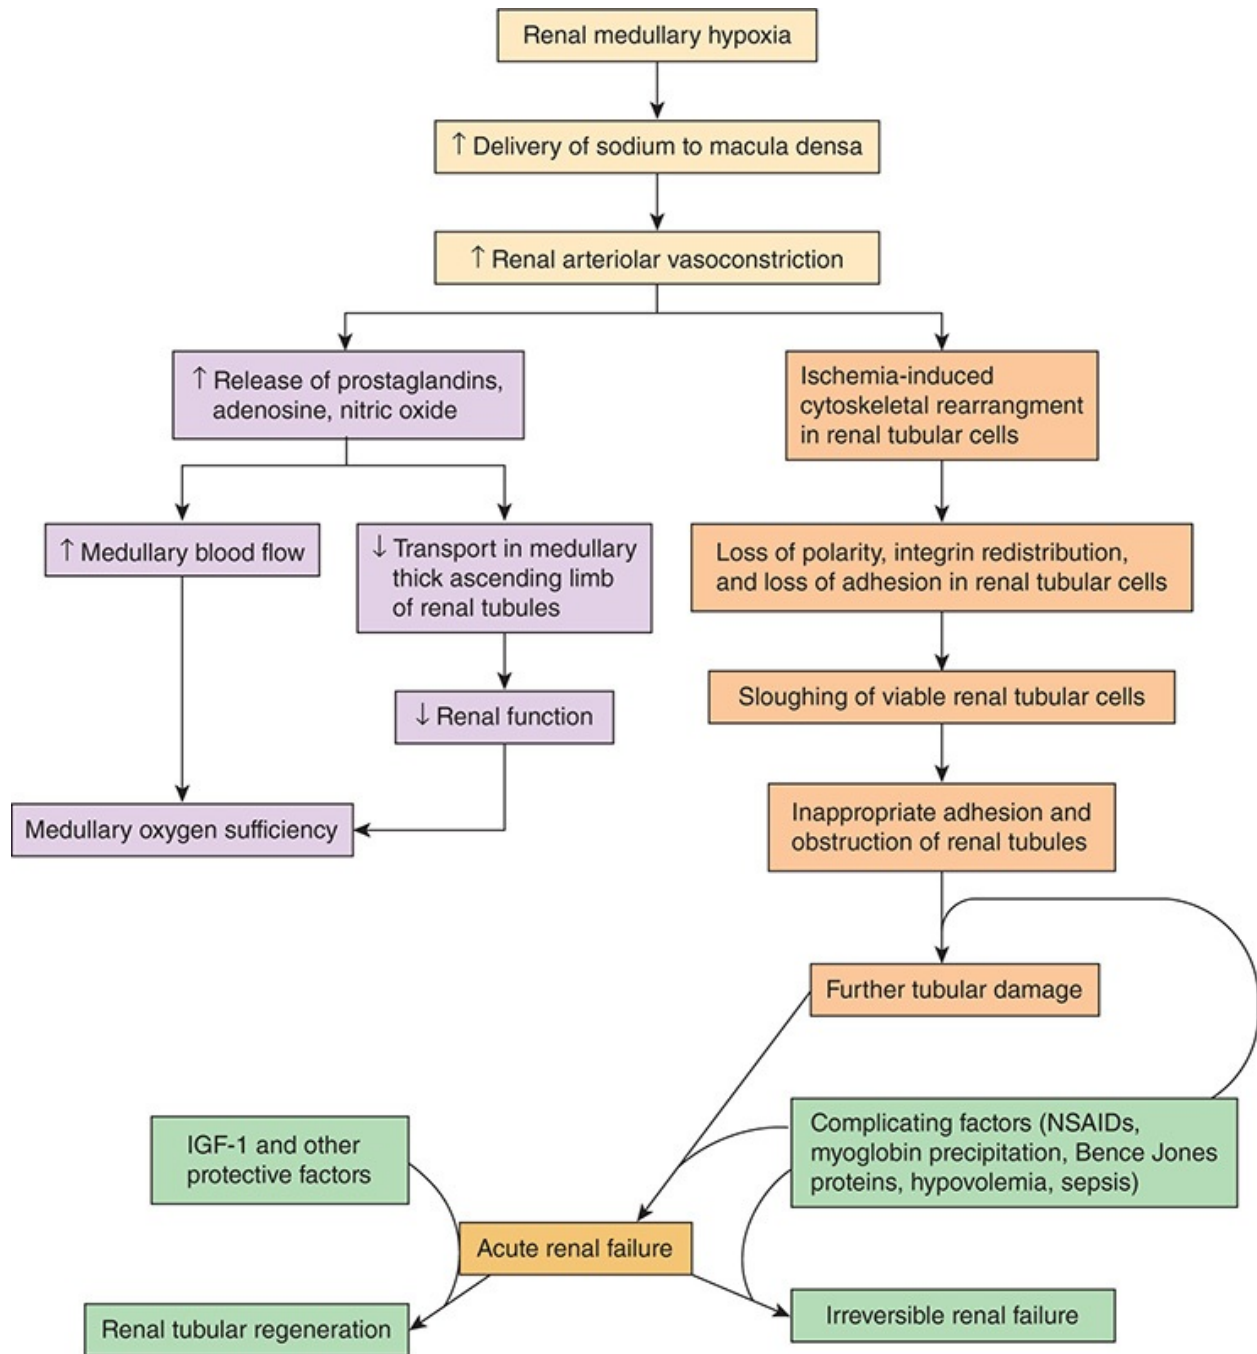 Renal medullary hypoxia
↑ Delivery of sodium to macula densa
↑ Renal arteriolar vasoconstriction
↑ Release of prostaglandins,
adenosine, nitric oxide
Ischemia-induced
cytoskeletal rearrangment
in renal tubular cells
↑ Medullary blood flow
↓ Transport in medullary
thick ascending limb
of renal tubules
Loss of polarity, integrin redistribution,
and loss of adhesion in renal tubular cells
↓ Renal function
Sloughing of viable renal tubular cells
Medullary oxygen sufficiency
Inappropriate adhesion and
obstruction of renal tubules
Further tubular damage
IGF-1 and other
protective factors
Complicating factors (NSAIDs,
myoglobin precipitation, Bence Jones
proteins, hypovolemia, sepsis)
Acute renal failure
Renal tubular regeneration
Irreversible renal failure